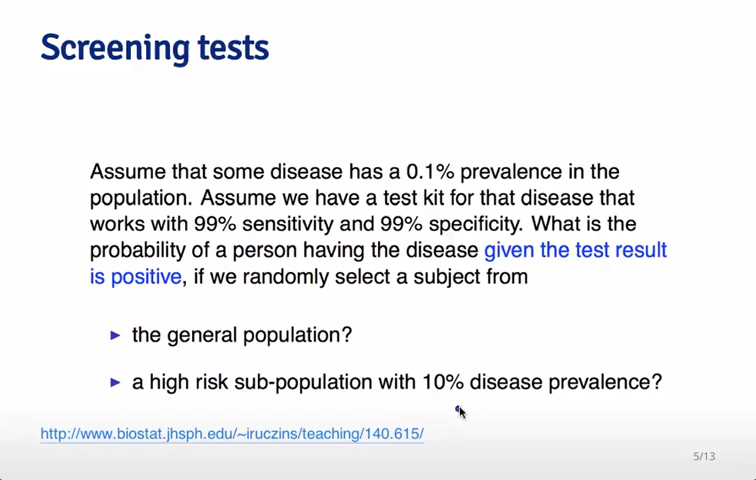 Screening tests
Assume that some disease has a 0.1% prevalence in the
population. Assume we have a test kit for that disease that
works with 99% sensitivity and 99% specificity. What is the
probability of a person having the disease given the test result
is positive, if we randomly select a subject from
▶ the general population?
▶ a high risk sub-population with 10% disease prevalence?
http://www.biostat.jhsph.edu/~iruczins/teaching/140.615/
5/13